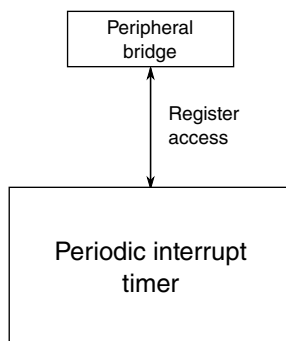 Peripheral
bridge
Register
access
Periodic interrupt
timer